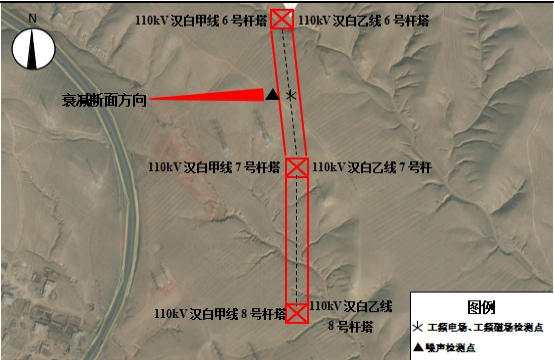 110kV 汉白甲线 6 号杆塔
110kV 汉白乙线 6 号杆塔
N
衰减断面方向
110kV 汉白甲线 7 号杆塔
110kV 汉白乙线 7 号杆
110kV 汉白甲线 8 号杆塔
110kV 汉白乙线
8 号杆塔
图例
工频电场、工频磁场检测点
噪声检测点